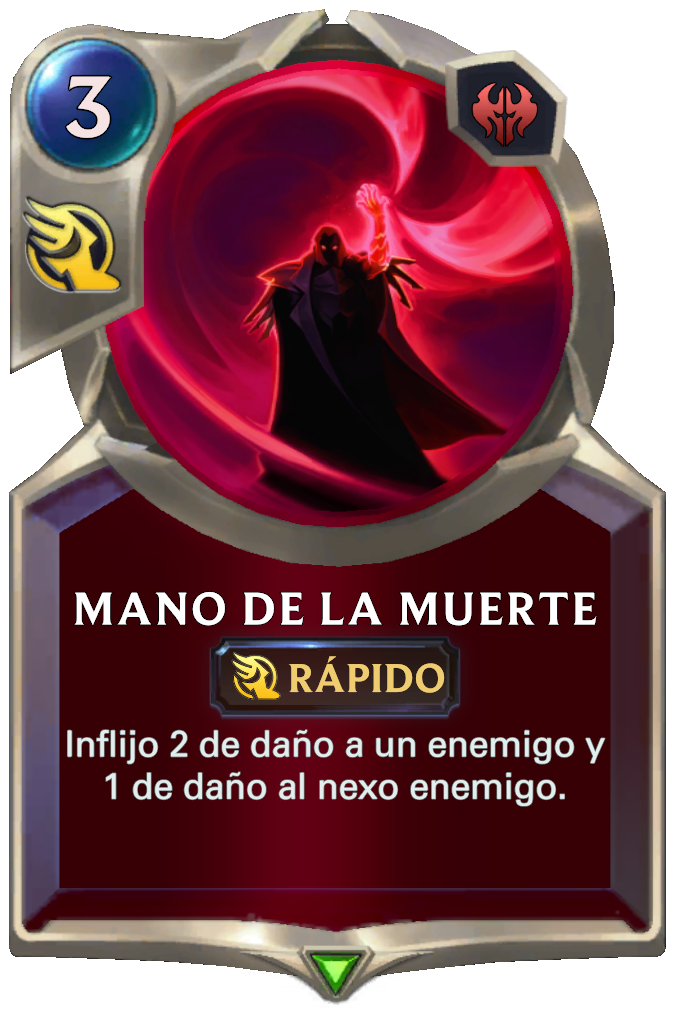 3
MANO DE LA MUERTE
RÁPIDO
Inflijo 2 de daño a un enemigo y
1 de daño al nexo enemigo.